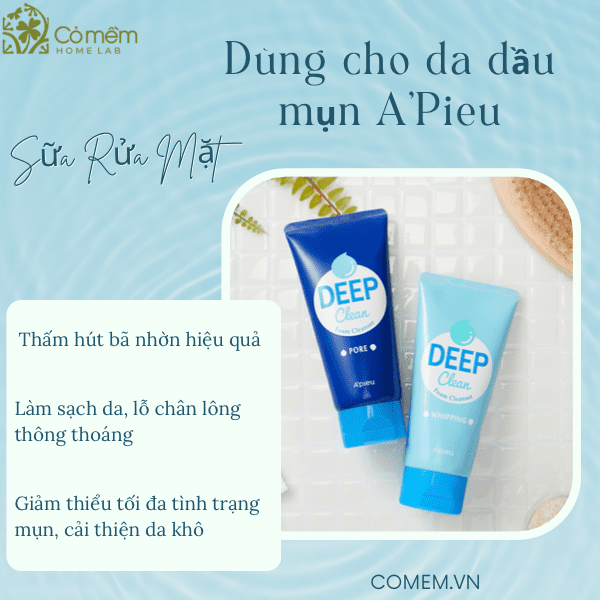 Cỏ mềm
HOME LAB
Dùng cho da dầu
mụn A'Pieu
Sữa Rửa Mặt
DEEP
Clean
Foam Cleanser
PORE
A'pieu
DEEP
Clean
Foam Cleanser
WHIPPING
A'pieu
Thấm hút bã nhờn hiệu quả
Làm sạch da, lỗ chân lông
thông thoáng
Giảm thiểu tối đa tình trạng
mụn, cải thiện da khô
COMEM.VN